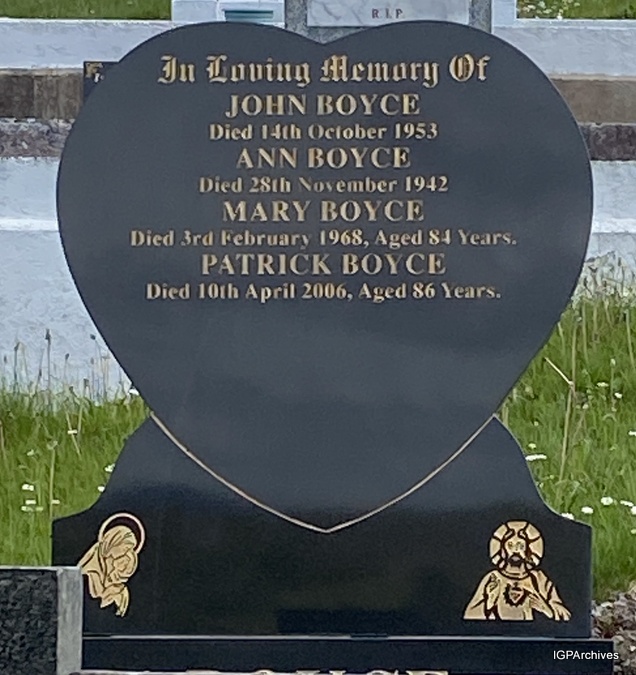 R I P
In Loving Memory Of
JOHN BOYCE
Died 14th October 1953
ANN BOYCE
Died 28th November 1942
MARY BOYCE
Died 3rd February 1968, Aged 84 Years.
PATRICK BOYCE
Died 10th April 2006, Aged 86 Years.
IGPArchives